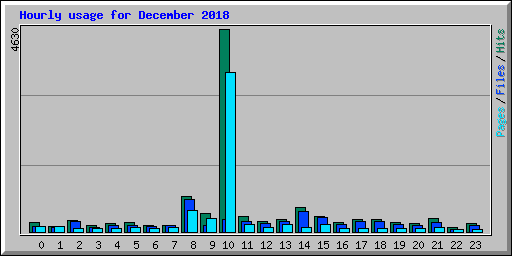 Hourly usage for December 2018
4630
Pages/Files/Hits
0 1 2 3 4 5 6 7 8 9 10 11 12 13 14 15 16 17 18 19 20 21 22 23